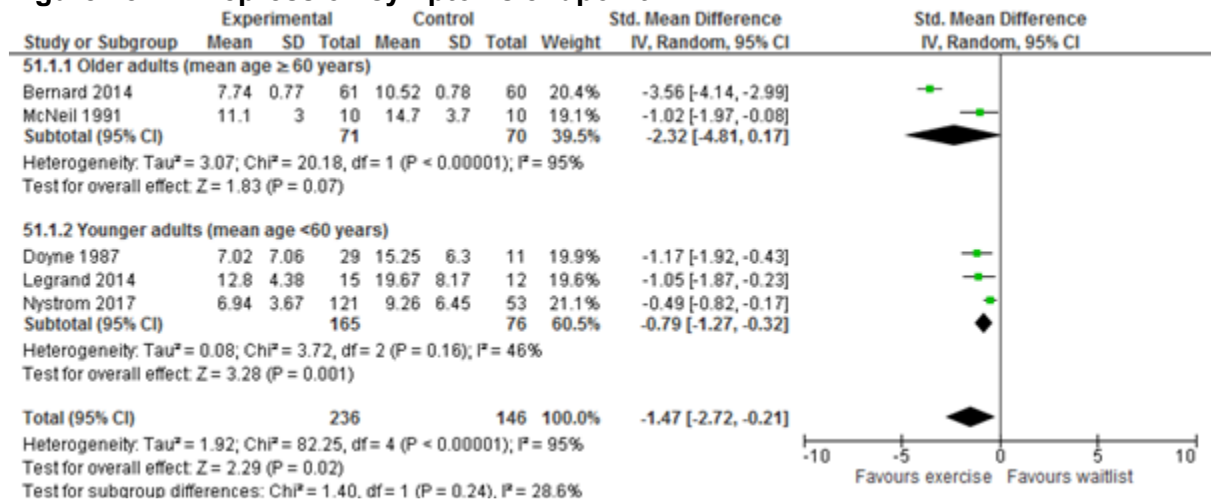 Experimental Control Std. Mean Difference Std. Mean Difference
Study or Subgroup Mean SD Total Mean SD Total Weight IV, Random, 95% CI IV, Random, 95% CI
51.1.1 Older adults (mean age ≥ 60 years)
Bernard 2014 7.74 0.77 61 10.52 0.78 60 20.4% -3.56 [-4.14, -2.99]
McNeil 1991 11.1 3 10 14.7 3.7 10 19.1% -1.02 [-1.97, -0.08]
Subtotal (95% CI) 71 70 39.5% -2.32 [-4.81, 0.17]
Heterogeneity: Tau² = 3.07; Chi² = 20.18, df = 1 (P < 0.00001); I² = 95%
Test for overall effect: Z = 1.83 (P = 0.07)
51.1.2 Younger adults (mean age <60 years)
Doyne 1987 7.02 7.06 29 15.25 6.3 11 19.9% -1.17 [-1.92, -0.43]
Legrand 2014 12.8 4.38 15 19.67 8.17 12 19.6% -1.05 [-1.87, -0.23]
Nystrom 2017 6.94 3.67 121 9.26 6.45 53 21.1% -0.49 [-0.82, -0.17]
Subtotal (95% CI) 165 76 60.5% -0.79 [-1.27, -0.32]
Heterogeneity: Tau² = 0.08; Chi² = 3.72, df = 2 (P = 0.16); I² = 46%
Test for overall effect: Z = 3.28 (P = 0.001)
Total (95% CI) 236 146 100.0% -1.47 [-2.72, -0.21]
Heterogeneity: Tau² = 1.92; Chi² = 82.25, df = 4 (P < 0.00001); I² = 95%
Test for overall effect: Z = 2.29 (P = 0.02)
Test for subgroup differences: Chi² = 1.40, df = 1 (P = 0.24), I² = 28.6%
-10 -5 0 5 10
Favours exercise Favours waitlist